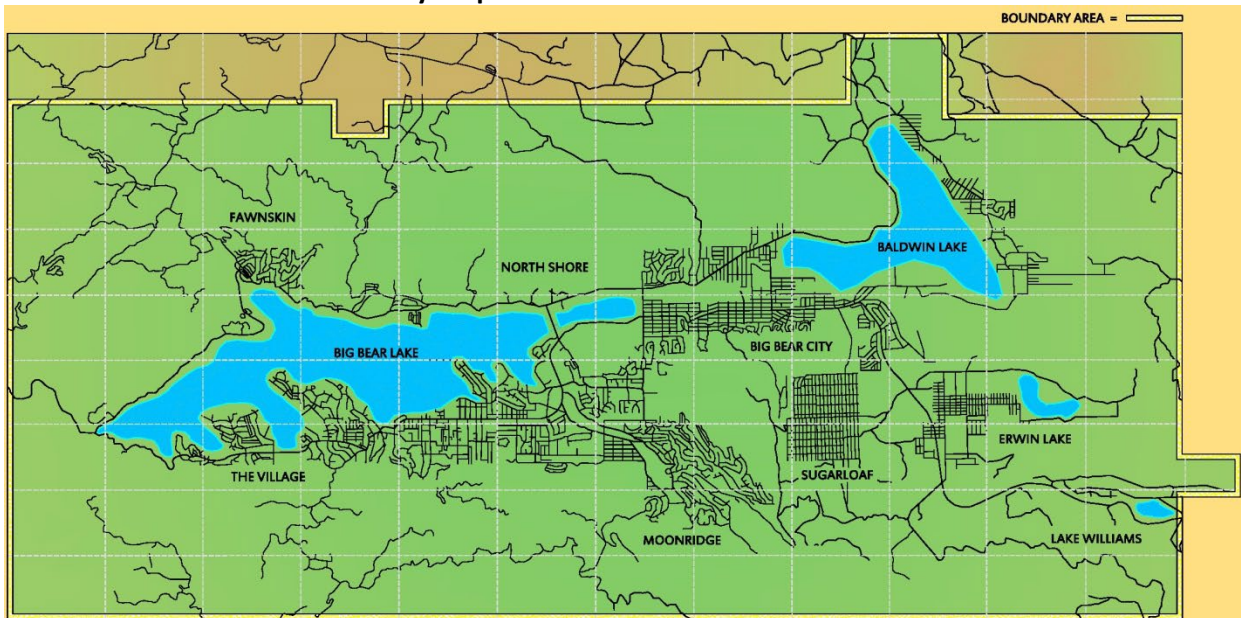 BOUNDARY AREA =
FAWNSKIN
NORTH SHORE
BALDWIN LAKE
BIG BEAR LAKE
BIG BEAR CITY
ERWIN LAKE
THE VILLAGE
SUGARLOAF
MOONRIDGE
LAKE WILLIAMS